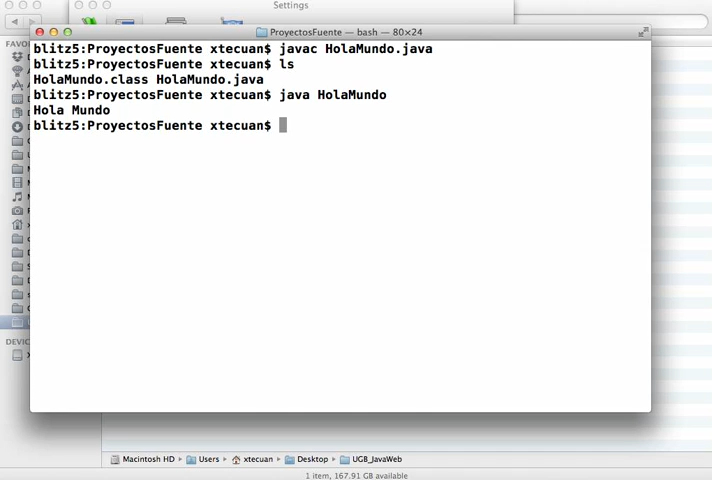 Settings
ProyectosFuente — bash — 80×24
blitz5:ProyectosFuente xtecuan$ javac HolaMundo.java
blitz5:ProyectosFuente xtecuan$ ls
HolaMundo.class HolaMundo.java
blitz5:ProyectosFuente xtecuan$ java HolaMundo
Hola Mundo
blitz5:ProyectosFuente xtecuan$
FAVO
DEVIC
Macintosh HD ▸ Users ▸ xtecuan ▸ Desktop ▸ UGB_JavaWeb
1 item, 167.91 GB available